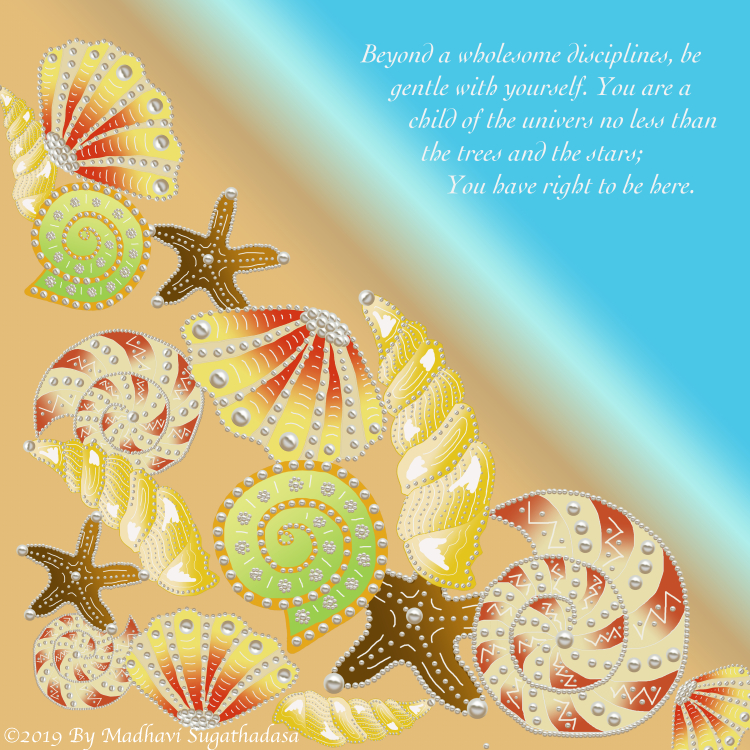 Beyond a wholesome disciplines, be
gentle with yourself. You are a
child of the univers no less than
the trees and the stars;
You have right to be here.
©2019 By Madhavi Sugathadasa